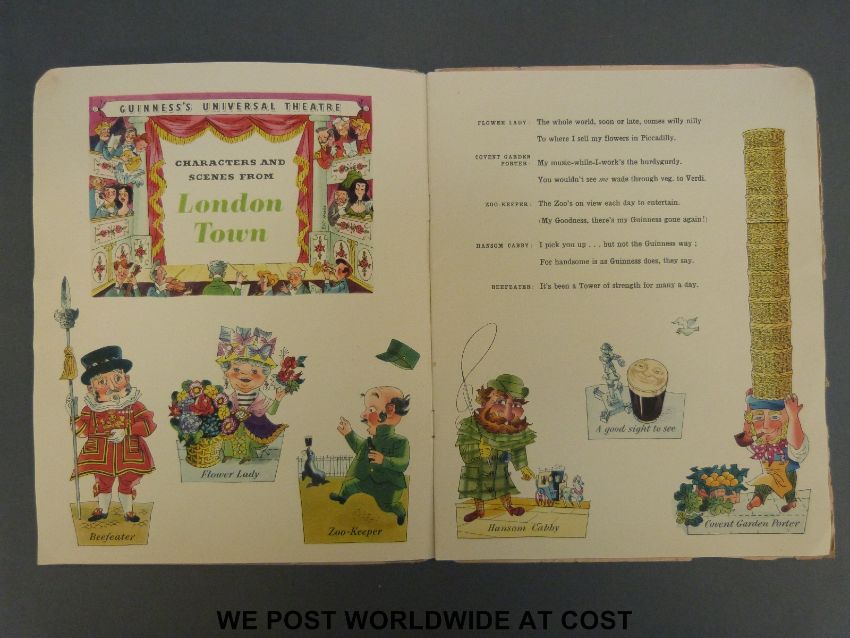 GUINNESS'S UNIVERSAL THEATRE
CHARACTERS AND
SCENES FROM
London
Town
Beefeater
Flower Lady
Zoo-Keeper
FLOWER LADY: The whole world, soon or late, comes willy nilly
To where I sell my flowers in Piccadilly.
COVENT GARDEN
PORTER: My music-while-I-work's the hurdygurdy.
You wouldn't see me wade through veg. to Verdi.
ZOO-KEEPER: The Zoo's on view each day to entertain.
(My Goodness, there's my Guinness gone again!)
HANSOM CABBY: I pick you up . . . but not the Guinness way;
For handsome is as Guinness does, they say.
BEEFEATER: It's been a Tower of strength for many a day.
A good sight to see
Hansom Cabby
Covent Garden Porter
WE POST WORLDWIDE AT COST